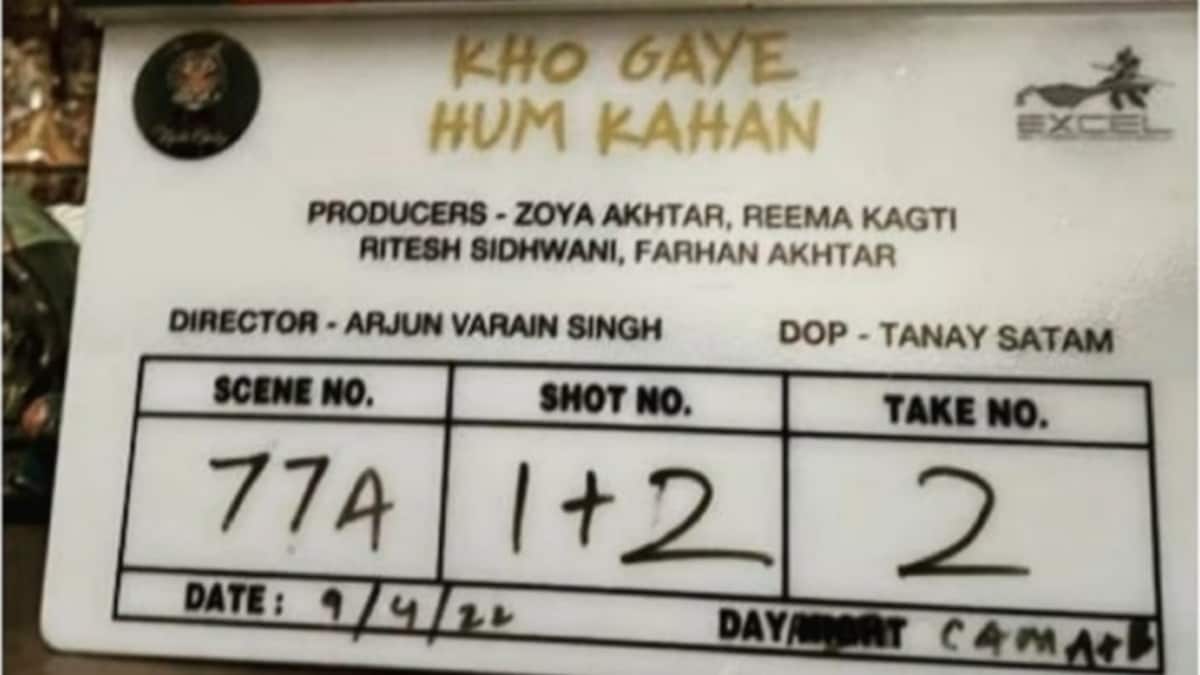 KHO GAYE
HUM KAHAN
EXCEL
PRODUCERS - ZOYA AKHTAR, REEMA KAGTI
RITESH SIDHWANI, FARHAN AKHTAR
DIRECTOR - ARJUN VARAIN SINGH DOP - TANAY SATAM
SCENE NO. SHOT NO. TAKE NO.
77A 1+2 2
DATE: 9/4/22 DAY/ CAM A+B